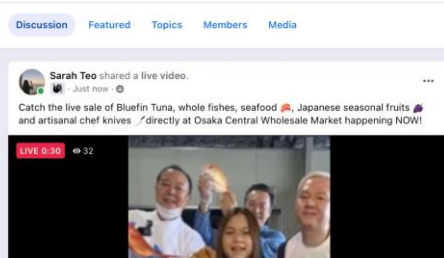 Discussion Featured Topics Members Media
Sarah Teo shared a live video.
Just now ·
Catch the live sale of Bluefin Tuna, whole fishes, seafood 🦐, Japanese seasonal fruits 🍇
and artisanal chef knives 🔪directly at Osaka Central Wholesale Market happening NOW!
LIVE 0:30 32